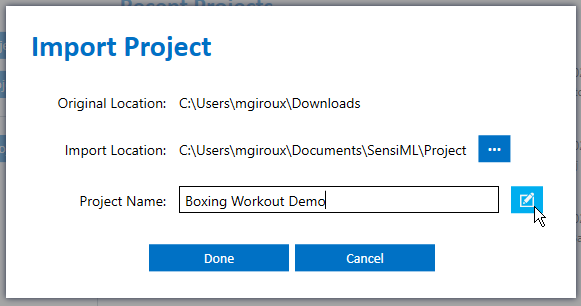 Recent Projects
Import Project
Original Location: C:\Users\mgiroux\Downloads
Import Location: C:\Users\mgiroux\Documents\SensiML\Project ...
Project Name: Boxing Workout Demo
Done Cancel